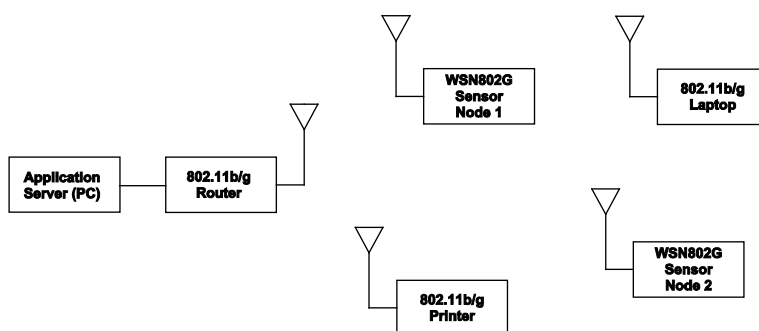 WSN802G
Sensor
Node 1
802.11b/g
Laptop
Application
Server (PC)
802.11b/g
Router
WSN802G
Sensor
Node 2
802.11b/g
Printer